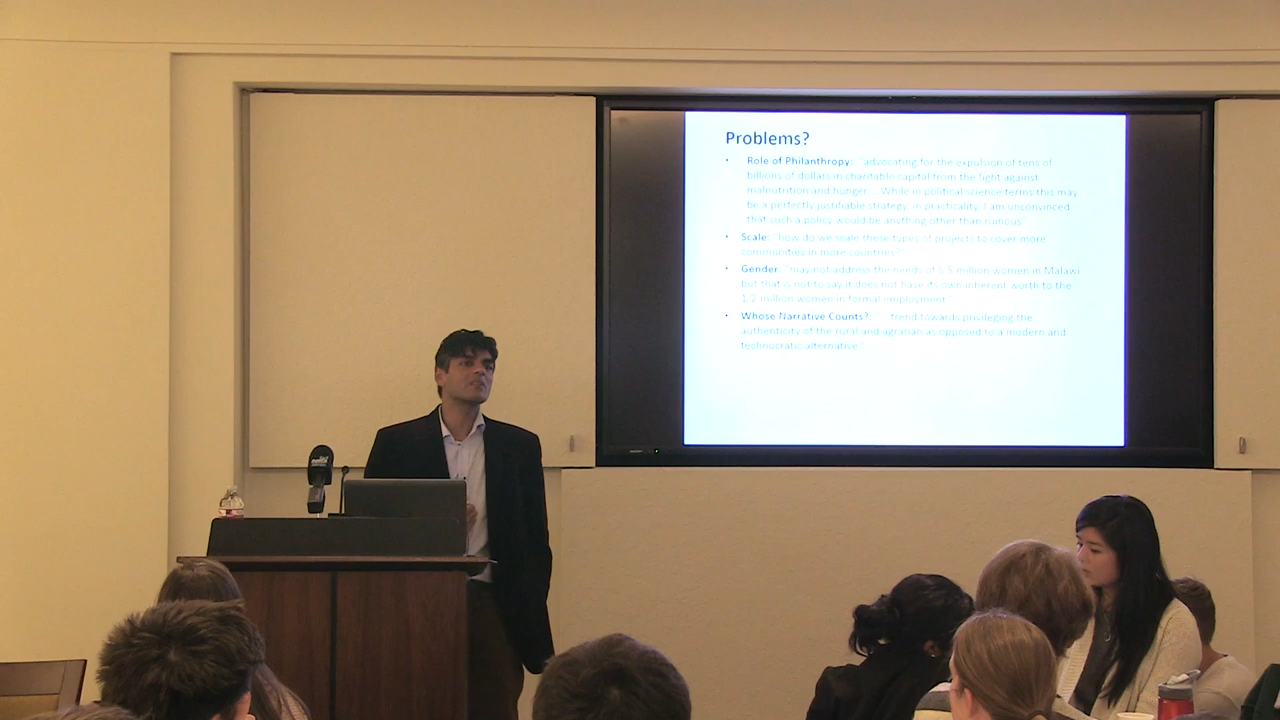 Problems?
• Role of Philanthropy: "advocating for the expulsion of tens of
billions of dollars in charitable capital from the fight against
malnutrition and hunger... While in political science terms this may
be a perfectly justifiable strategy, in practicality, I am unconvinced
that such a policy would be anything other than ruinous"
• Scale: "how do we scale these types of projects to cover more
communities in more countries?"
• Gender: "may not address the needs of 5.5 million women in Malawi
but that is not to say it does not have its own inherent worth to the
1.2 million women in formal employment"
• Whose Narrative Counts?: "... trend towards privileging the
authenticity of the rural and agrarian as opposed to a modern and
technocratic alternative"